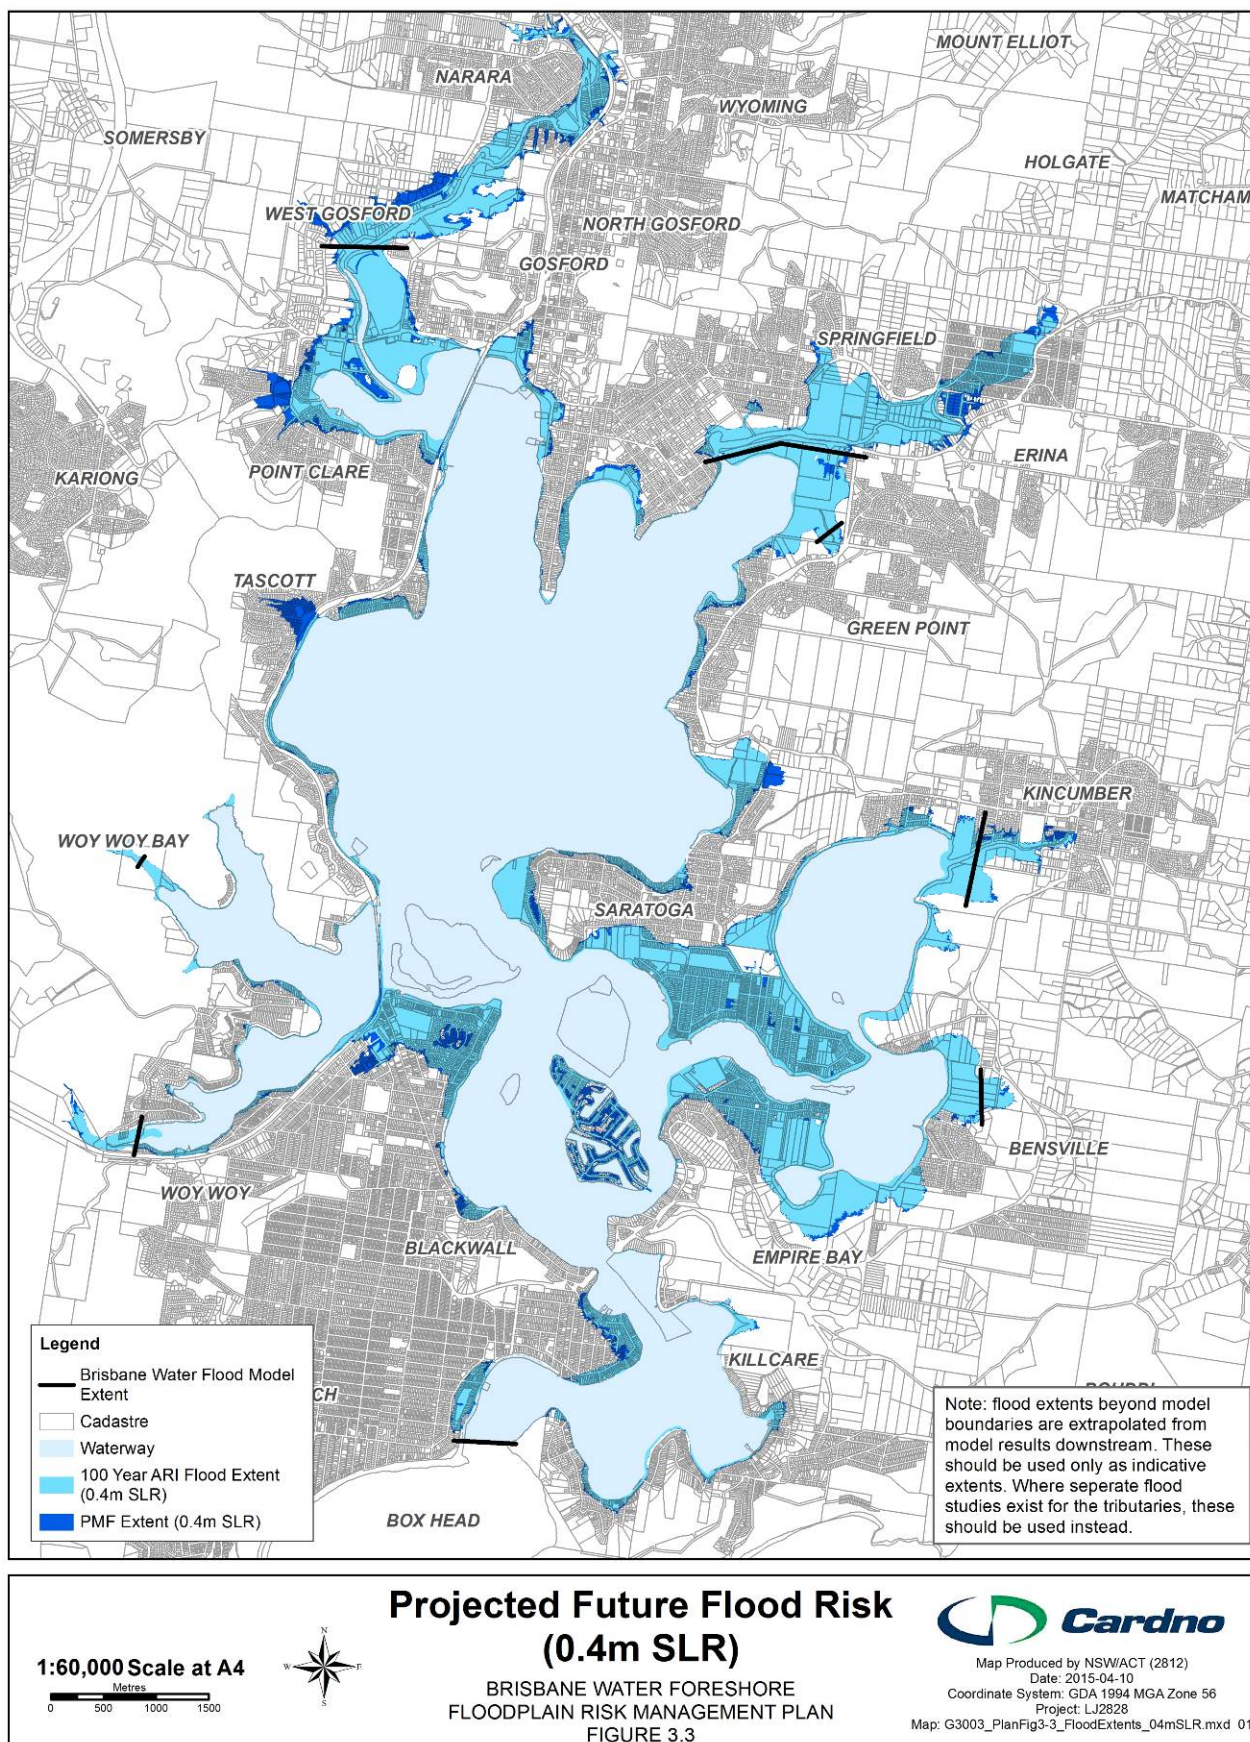 MOUNT ELLIOT
NARARA
WYOMING
SOMERSBY
HOLGATE
MATCHAM
WEST GOSFORD
NORTH GOSFORD
GOSFORD
SPRINGFIELD
ERINA
POINT CLARE
KARIONG
TASCOTT
GREEN POINT
KINCUMBER
WOY WOY BAY
SARATOGA
BENSVILLE
WOY WOY
BLACKWALL
EMPIRE BAY
KILLCARE
CH
BOX HEAD
Legend
Brisbane Water Flood Model
Extent
Cadastre
Waterway
100 Year ARI Flood Extent
(0.4m SLR)
PMF Extent (0.4m SLR)
Note: flood extents beyond model
boundaries are extrapolated from
model results downstream. These
should be used only as indicative
extents. Where seperate flood
studies exist for the tributaries, these
should be used instead.
1:60,000 Scale at A4
Metres
0 500 1000 1500
N
W E
S
Projected Future Flood Risk
(0.4m SLR)
BRISBANE WATER FORESHORE
FLOODPLAIN RISK MANAGEMENT PLAN
FIGURE 3.3
Cardno
Map Produced by NSW/ACT (2812)
Date: 2015-04-10
Coordinate System: GDA 1994 MGA Zone 56
Project: LJ2828
Map: G3003_PlanFig3-3_FloodExtents_04mSLR.mxd 01